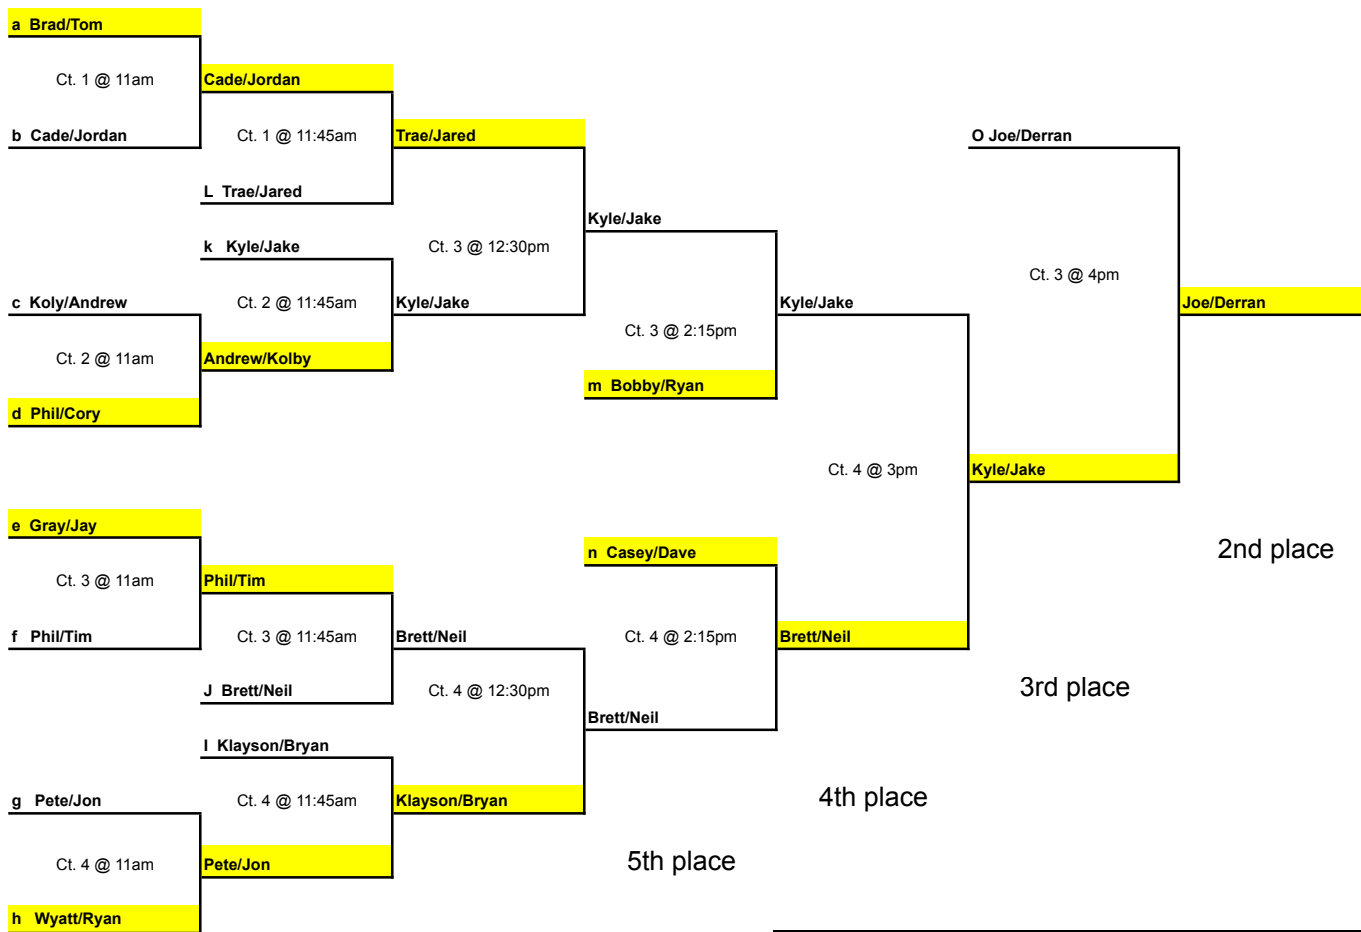 a Brad/Tom
Ct. 1 @ 11am
Cade/Jordan
b Cade/Jordan
Ct. 1 @ 11:45am
Trae/Jared
O Joe/Derran
L Trae/Jared
Kyle/Jake
k Kyle/Jake
Ct. 3 @ 12:30pm
Ct. 3 @ 4pm
c Koly/Andrew
Ct. 2 @ 11:45am
Kyle/Jake
Kyle/Jake
Joe/Derran
Ct. 3 @ 2:15pm
Ct. 2 @ 11am
Andrew/Kolby
m Bobby/Ryan
d Phil/Cory
Ct. 4 @ 3pm
Kyle/Jake
e Gray/Jay
n Casey/Dave
2nd place
Ct. 3 @ 11am
Phil/Tim
f Phil/Tim
Ct. 3 @ 11:45am
Brett/Neil
Ct. 4 @ 2:15pm
Brett/Neil
J Brett/Neil
Ct. 4 @ 12:30pm
3rd place
Brett/Neil
I Klayson/Bryan
g Pete/Jon
Ct. 4 @ 11:45am
Klayson/Bryan
4th place
Ct. 4 @ 11am
Pete/Jon
5th place
h Wyatt/Ryan